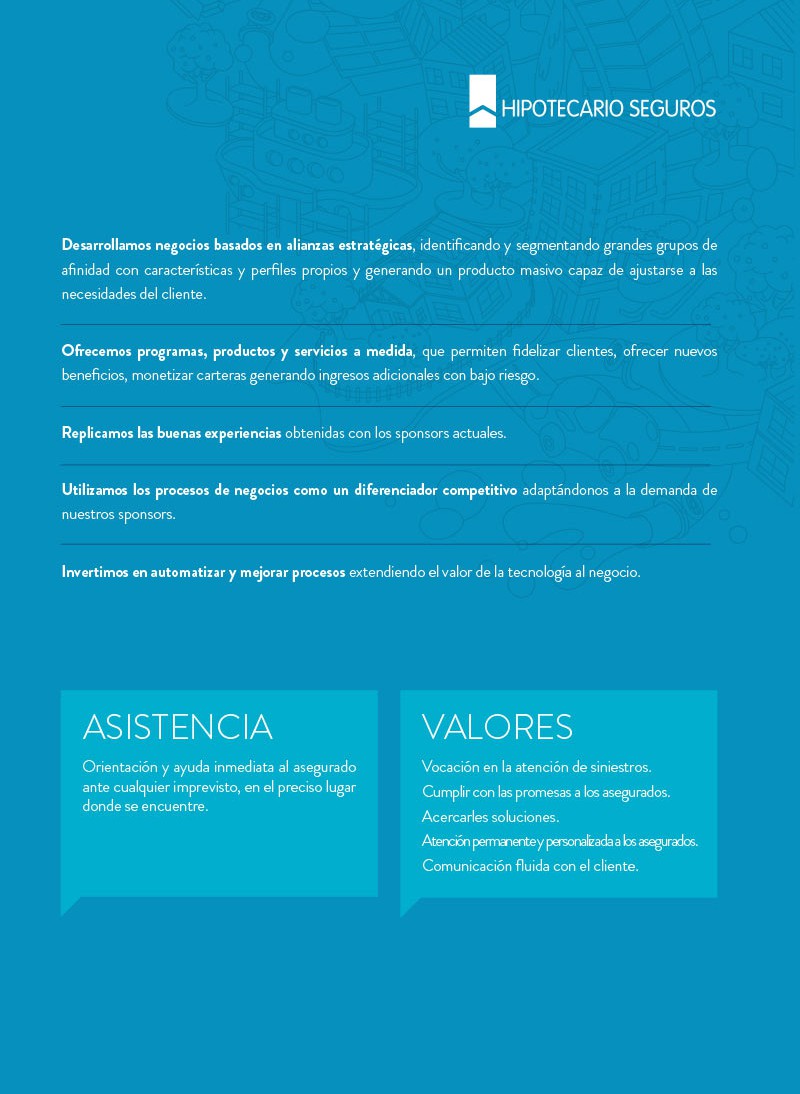 HIPOTECARIO SEGUROS
Desarrollamos negocios basados en alianzas estratégicas, identificando y segmentando grandes grupos de
afinidad con características y perfiles propios y generando un producto masivo capaz de ajustarse a las
necesidades del cliente.
Ofrecemos programas, productos y servicios a medida, que permiten fidelizar clientes, ofrecer nuevos
beneficios, monetizar carteras generando ingresos adicionales con bajo riesgo.
Replicamos las buenas experiencias obtenidas con los sponsors actuales.
Utilizamos los procesos de negocios como un diferenciador competitivo adaptándonos a la demanda de
nuestros sponsors.
Invertimos en automatizar y mejorar procesos extendiendo el valor de la tecnología al negocio.
ASISTENCIA
Orientación y ayuda inmediata al asegurado
ante cualquier imprevisto, en el preciso lugar
donde se encuentre.
VALORES
Vocación en la atención de siniestros.
Cumplir con las promesas a los asegurados.
Acercarles soluciones.
Atención permanente y personalizada a los asegurados.
Comunicación fluida con el cliente.